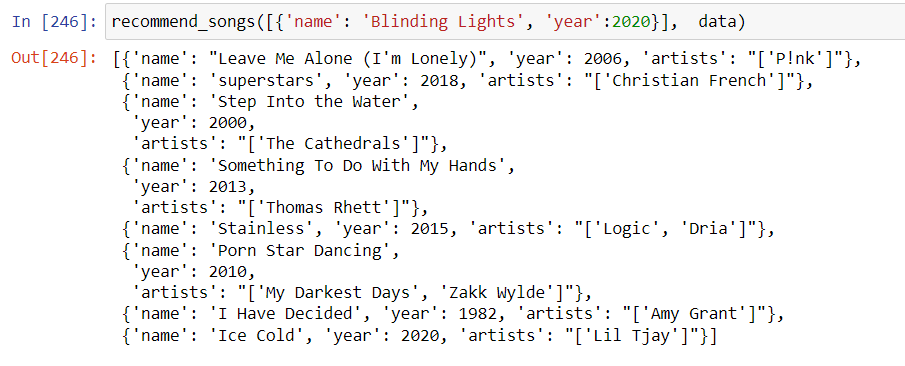 In [246]: recommend_songs([{'name': 'Blinding Lights', 'year':2020}],  data)
Out[246]: [{'name': "Leave Me Alone (I'm Lonely)", 'year': 2006, 'artists': "['P!nk']"},
{'name': 'superstars', 'year': 2018, 'artists': "['Christian French']"},
{'name': 'Step Into the Water',
'year': 2000,
'artists': "['The Cathedrals']"},
{'name': 'Something To Do With My Hands',
'year': 2013,
'artists': "['Thomas Rhett']"},
{'name': 'Stainless', 'year': 2015, 'artists': "['Logic', 'Dria']"},
{'name': 'Porn Star Dancing',
'year': 2010,
'artists': "['My Darkest Days', 'Zakk Wylde']"},
{'name': 'I Have Decided', 'year': 1982, 'artists': "['Amy Grant']"},
{'name': 'Ice Cold', 'year': 2020, 'artists': "['Lil Tjay']"}]